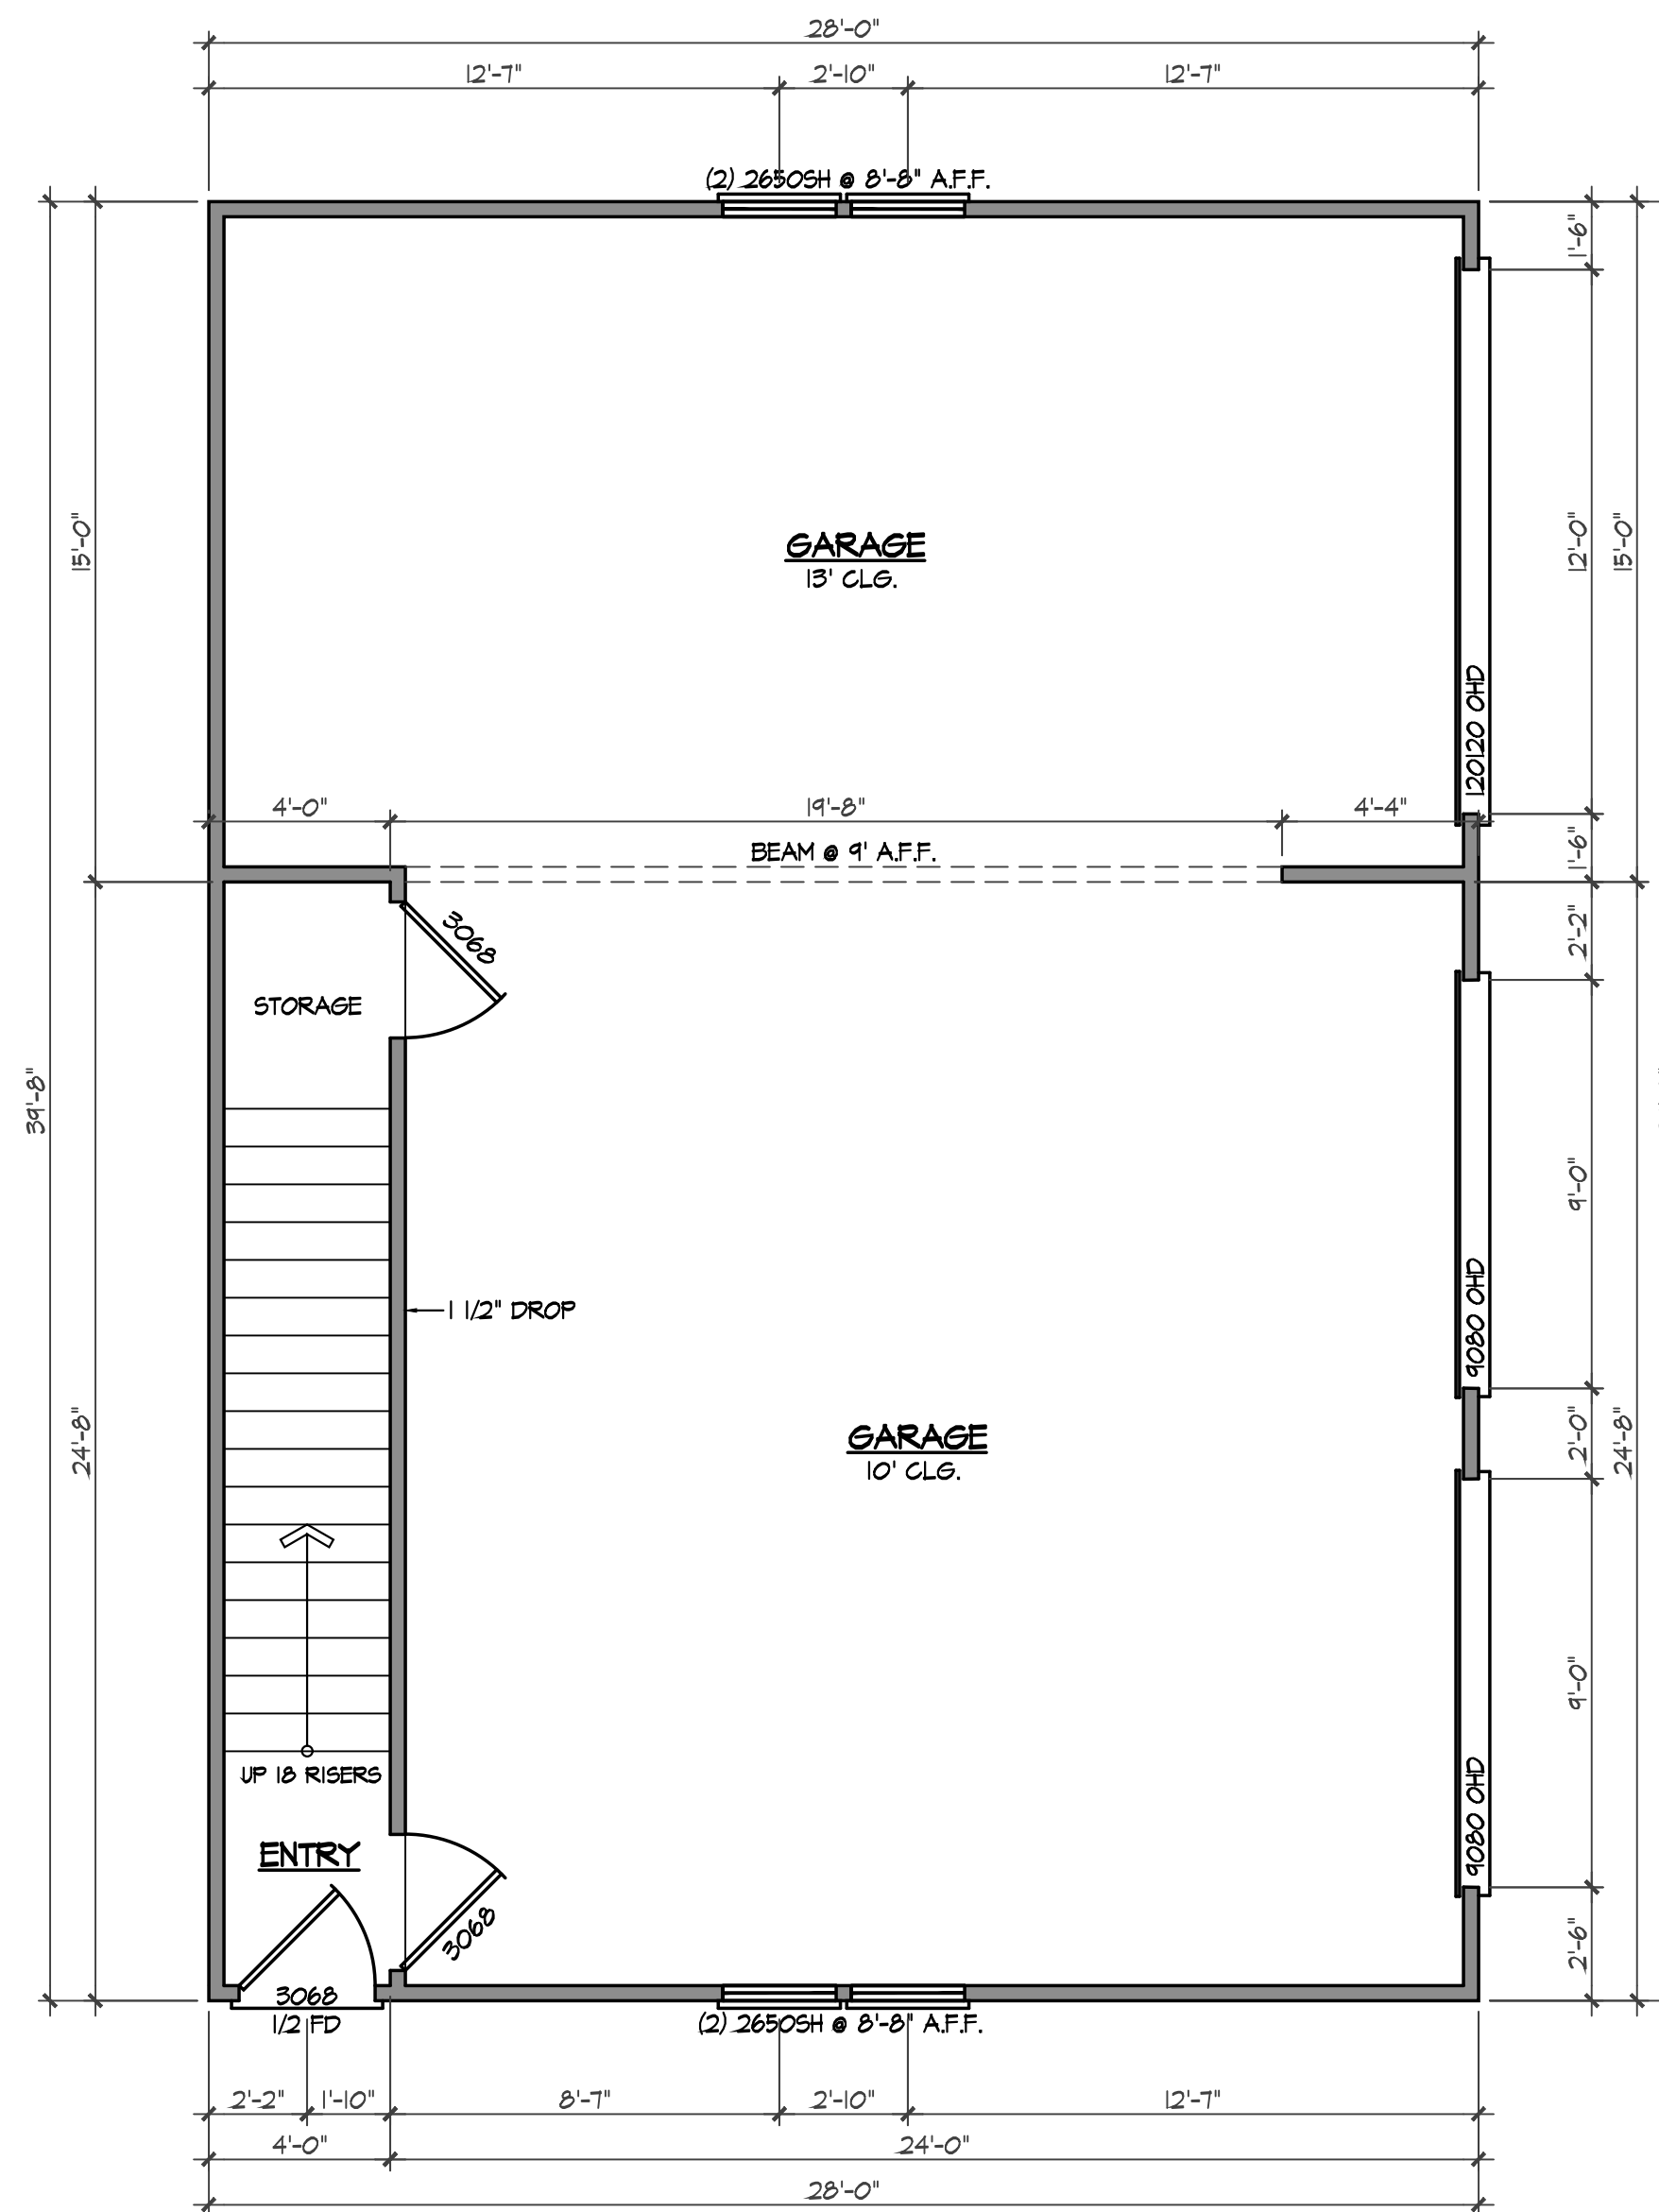 28'-0"
12'-7" 2'-10" 12'-7"
(2) 2650SH @ 8'-8" A.F.F.
1'-6"
15'-0"
GARAGE
13' CLG.
12'-0"
15'-0"
120120 OHD
4'-0" 19'-8" 4'-4"
BEAM @ 9' A.F.F.
1'-6"
3068
2'-2"
STORAGE
39'-8"
9'-0"
9080 OHD
1 1/2" DROP
24'-8"
GARAGE
10' CLG.
2'-0"
24'-8"
9'-0"
UP 18 RISERS
9080 OHD
ENTRY
3068
2'-6"
3068
1/2 FD
(2) 2650SH @ 8'-8" A.F.F.
2'-2" 1'-10" 8'-7" 2'-10" 12'-7"
4'-0" 24'-0"
28'-0"